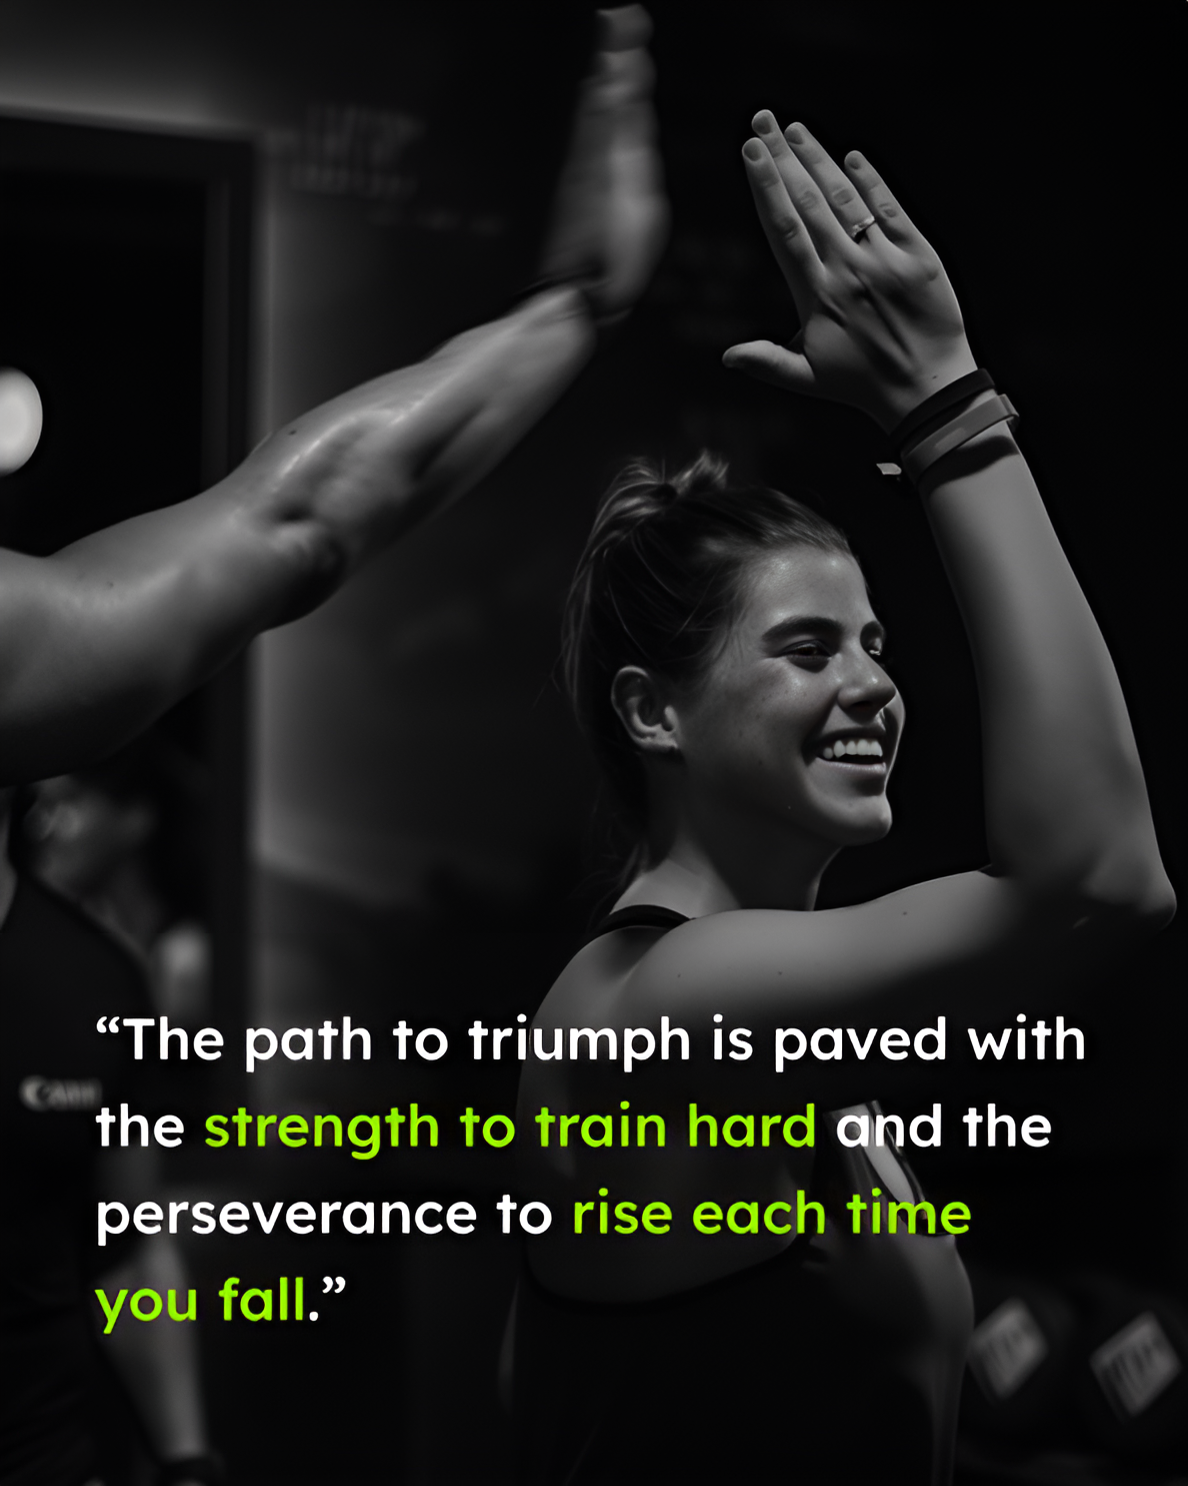 “The path to triumph is paved with
the strength to train hard and the
perseverance to rise each time
you fall.”